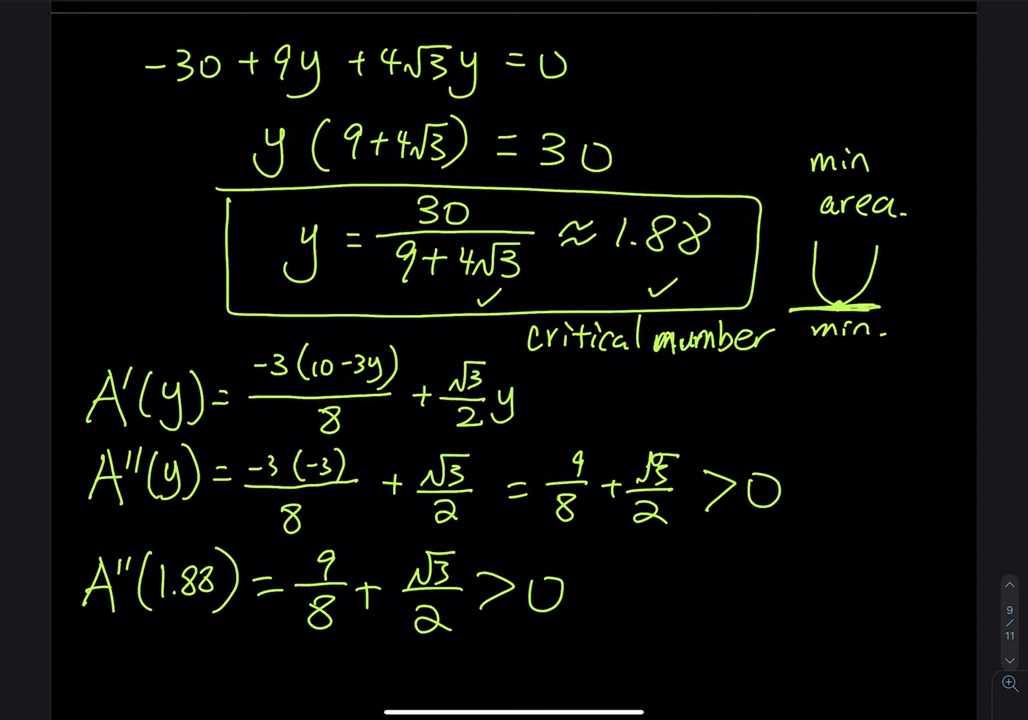 -30 + 9y + 4√3y = 0
y (9+4√3) = 30
y = 30/(9+4√3) ≈ 1.88
✓ ✓
critical number
min
area.
min.
A'(y) = -3(10-3y)/8 + √3/2 y
A''(y) = -3(-3)/8 + √3/2 = 9/8 + √3/2 > 0
A''(1.88) = 9/8 + √3/2 > 0
9
/
11